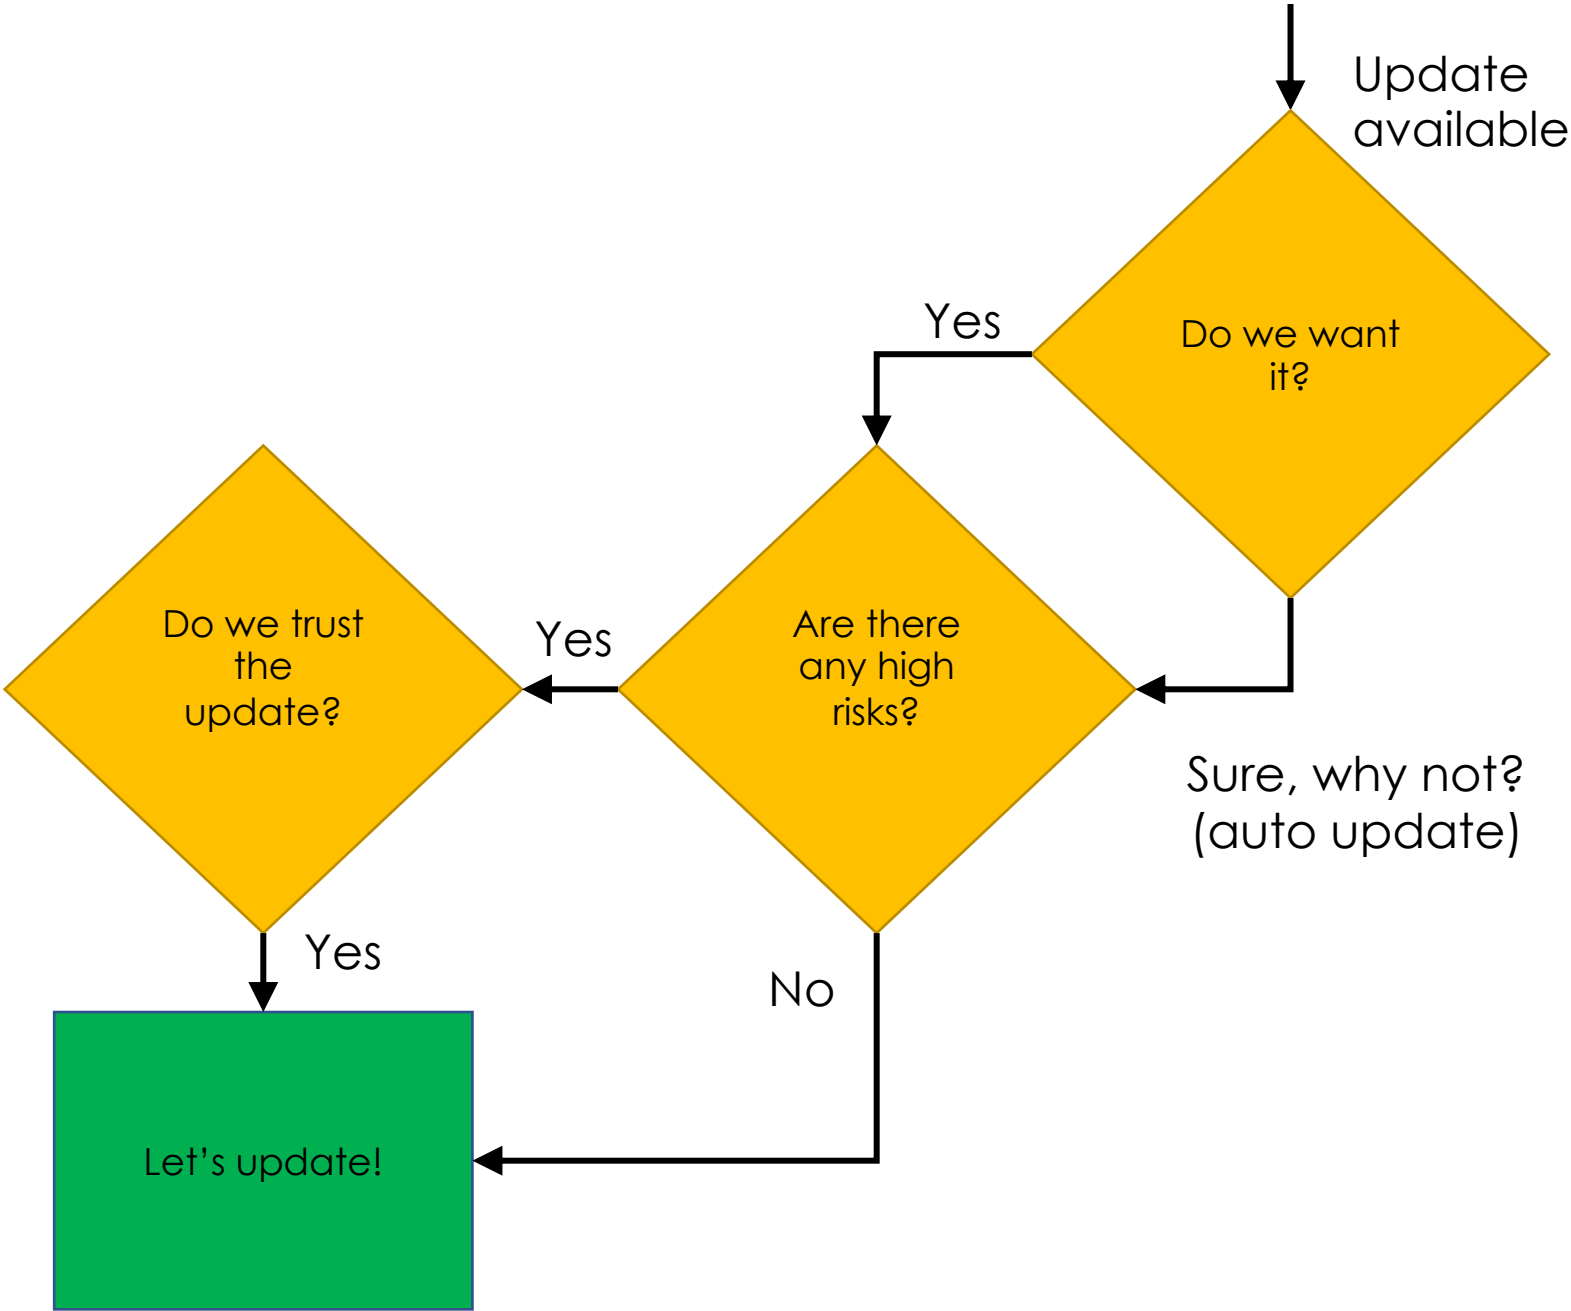 Update
available
Yes
Do we want
it?
Do we trust
the
update?
Yes
Are there
any high
risks?
Sure, why not?
(auto update)
Yes
No
Let’s update!